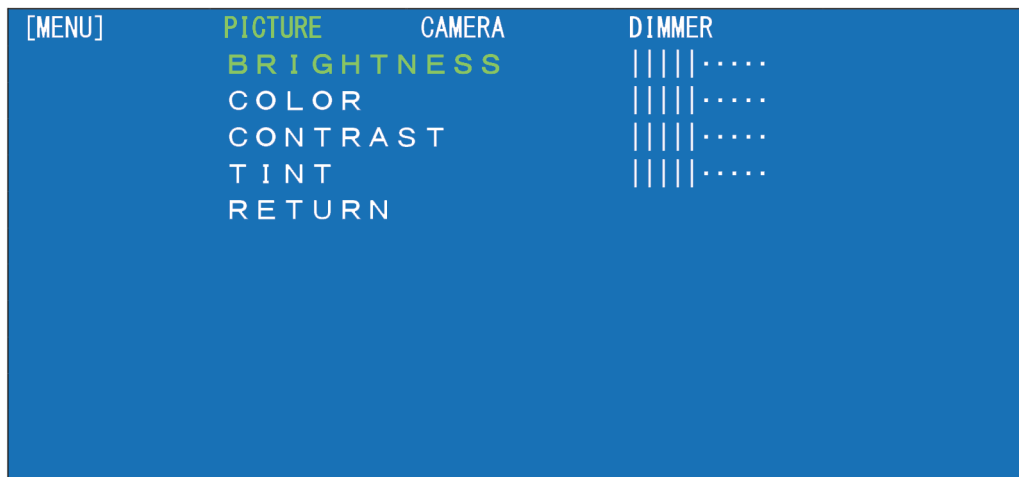 [MENU] PICTURE CAMERA DIMMER
BRIGHTNESS |||||·····
COLOR |||||·····
CONTRAST |||||·····
TINT |||||·····
RETURN